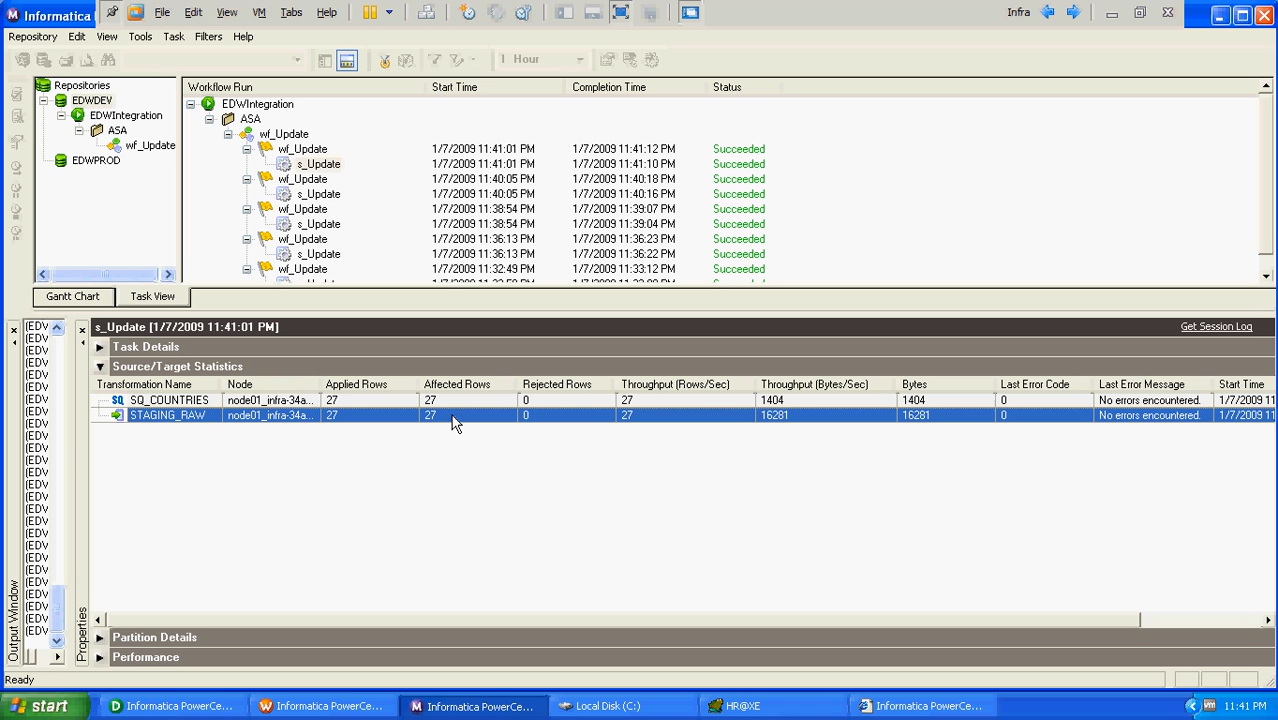 Informatica
File Edit View VM Tabs Help
Infra
Repository Edit View Tools Task Filters Help
1 Hour
Repositories
EDWDEV
EDWIntegration
ASA
wf_Update
EDWPROD
Workflow Run Start Time Completion Time Status
EDWIntegration
ASA
wf_Update
wf_Update 1/7/2009 11:41:01 PM 1/7/2009 11:41:12 PM Succeeded
s_Update 1/7/2009 11:41:01 PM 1/7/2009 11:41:10 PM Succeeded
wf_Update 1/7/2009 11:40:05 PM 1/7/2009 11:40:18 PM Succeeded
s_Update 1/7/2009 11:40:05 PM 1/7/2009 11:40:16 PM Succeeded
wf_Update 1/7/2009 11:38:54 PM 1/7/2009 11:39:07 PM Succeeded
s_Update 1/7/2009 11:38:54 PM 1/7/2009 11:39:04 PM Succeeded
wf_Update 1/7/2009 11:36:13 PM 1/7/2009 11:36:23 PM Succeeded
s_Update 1/7/2009 11:36:13 PM 1/7/2009 11:36:22 PM Succeeded
wf_Update 1/7/2009 11:32:49 PM 1/7/2009 11:33:12 PM Succeeded
Gantt Chart Task View
s_Update [1/7/2009 11:41:01 PM] Get Session Log
Task Details
Source/Target Statistics
Transformation Name Node Applied Rows Affected Rows Rejected Rows Throughput (Rows/Sec) Throughput (Bytes/Sec) Bytes Last Error Code Last Error Message Start Time
SQ SQ_COUNTRIES node01_infra-34a... 27 27 0 27 1404 1404 0 No errors encountered. 1/7/2009 11
STAGING_RAW node01_infra-34a... 27 27 0 27 16281 16281 0 No errors encountered. 1/7/2009 11
Partition Details
Performance
Output Window
Properties
Ready
start Informatica PowerCe... Informatica PowerCe... Informatica PowerCe... Local Disk (C:) HR@XE Informatica PowerCe... 11:41 PM